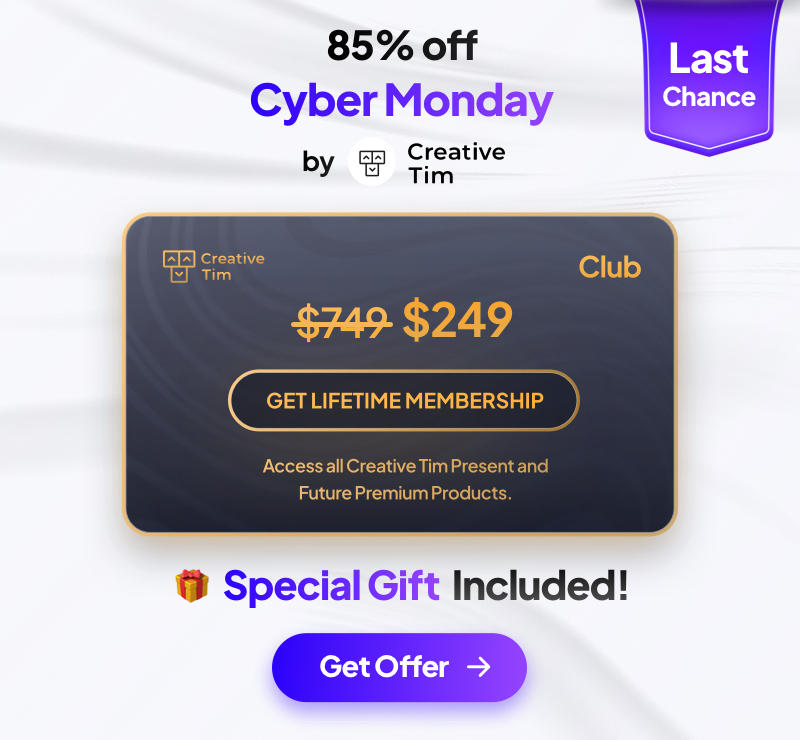 85% off
Last
Chance
Cyber Monday
by Creative
Tim
Creative
Tim
Club
$749 $249
GET LIFETIME MEMBERSHIP
Access all Creative Tim Present and
Future Premium Products.
Special Gift Included!
Get Offer